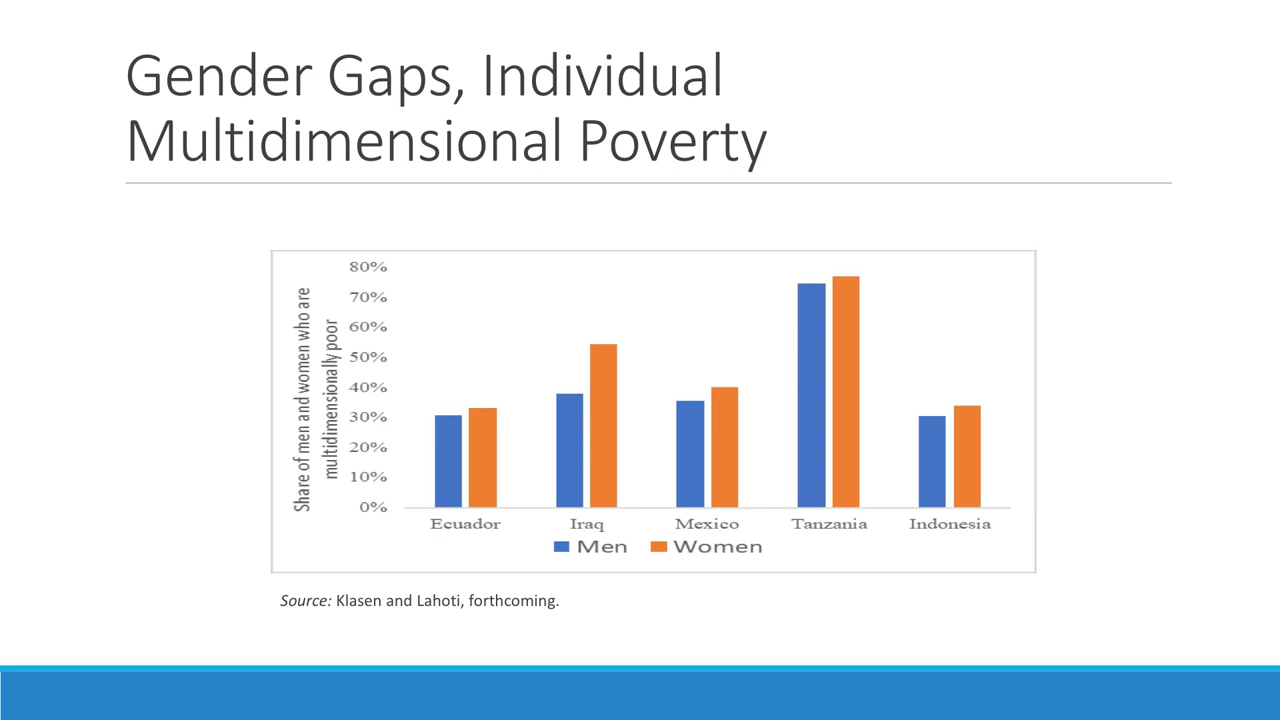 Gender Gaps, Individual
Multidimensional Poverty
Share of men and women who are
multidimensionally poor
80%
70%
60%
50%
40%
30%
20%
10%
0%
Ecuador Iraq Mexico Tanzania Indonesia
Men Women
Source: Klasen and Lahoti, forthcoming.